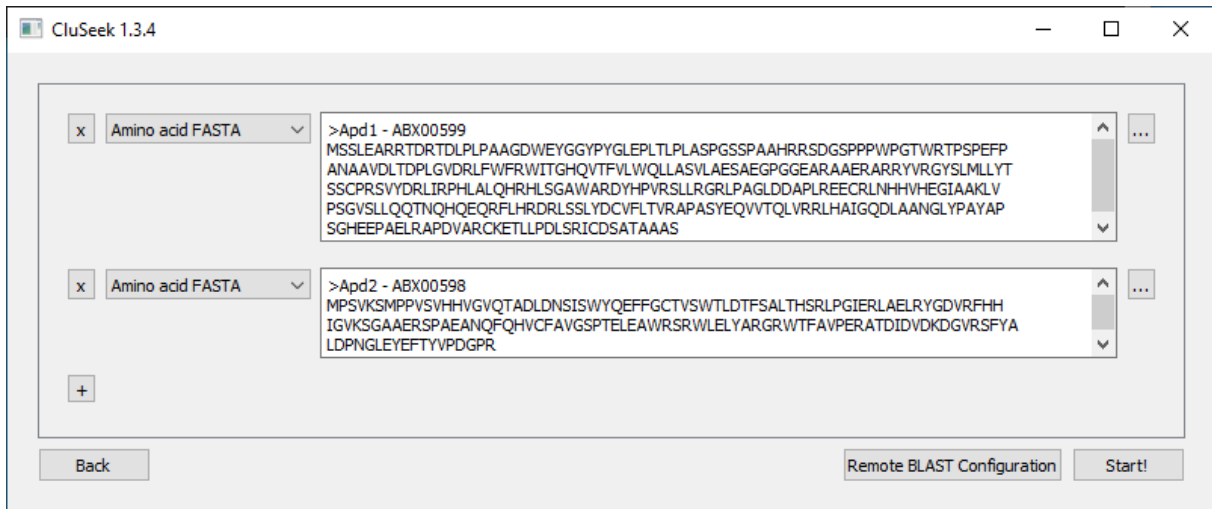 CluSeek 1.3.4
x
Amino acid FASTA
>Apd1 - ABX00599
...
MSSLEARRTDRTDLPLPAAGDWEYGGYPYGLEPLTLPLASPGSSPAAHRRSDGSPPPWPGTWRTPSPEFP
ANAAVDLTDPLGVDRLFWFRWITGHQVTFVLWQLLASVLAESAEGPGGEARAAERARRYVRGYSLMLLYT
SSCPRSVYDRLIRPHLALQHRHLSGAWARDYHPVRSLLRGRLPAGLDDAPLREECRLNHHVHEGIAAKLV
PSGVSLLQQTNQHQEQRFLHRDRLSSLYDCVFLTVRAPASYEQVVTQLVRRLHAIGQDLAANGLYPAYAP
SGHEEPAELRAPDVARCKETLLPDLSRICDSATAAAS
x
Amino acid FASTA
>Apd2 - ABX00598
...
MPSVKSMPPVSVHHVGVQTADLDNSISWYQEFFGCTVSWTLDTFSALTHSRLPGIERLAELRYGDVRFHH
IGVKSGAAERSPAEANQFQHVCFAVGSPTELEAWRSRWLELYARGRWTFAVPERATDIDVDKDGVRSFYA
LDPNGLEYEFTYVPDGPR
+
Back
Remote BLAST Configuration
Start!